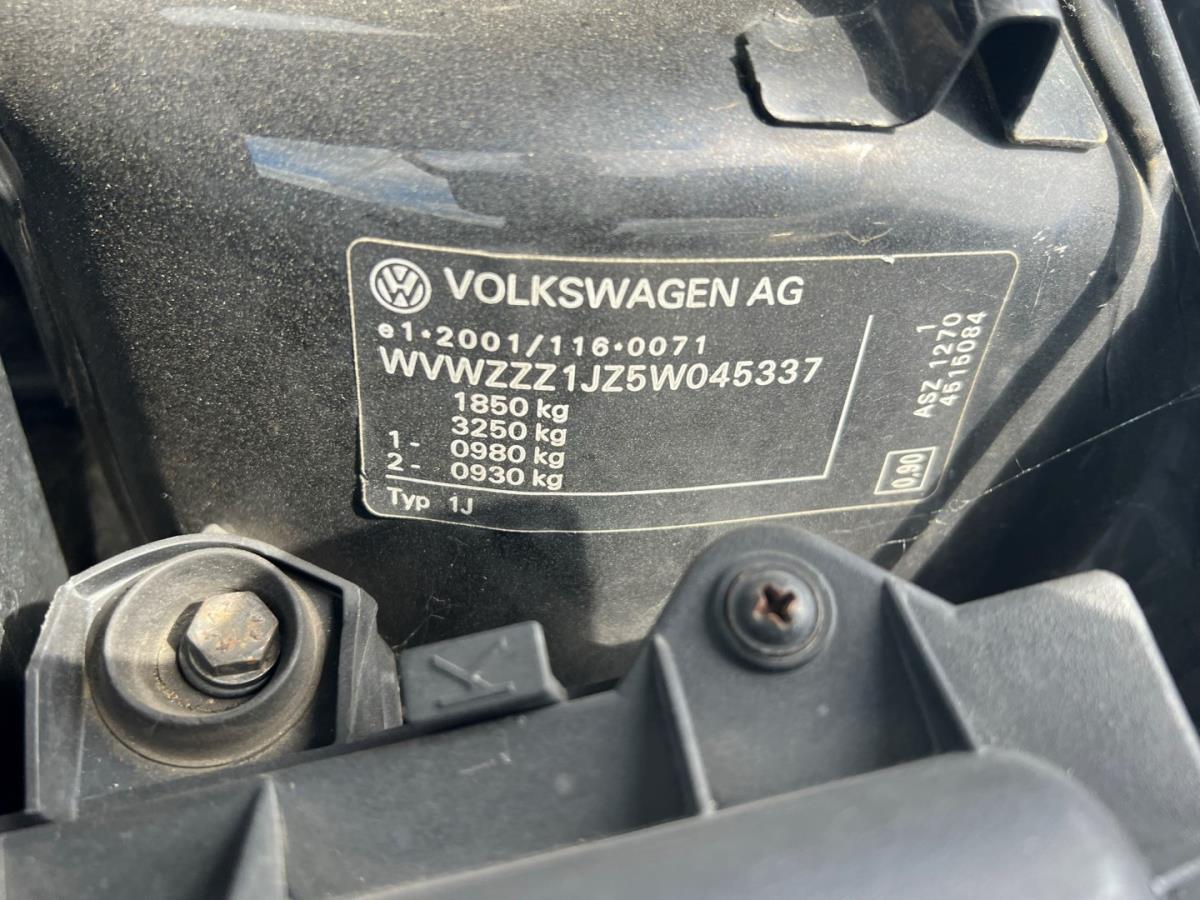 VOLKSWAGEN AG
e1*2001/116*0071
WVWZZZ1JZ5W045337
1850 kg
3250 kg
1- 0980 kg
2- 0930 kg
Typ 1J
1
ASZ 1270
4515084
0,90